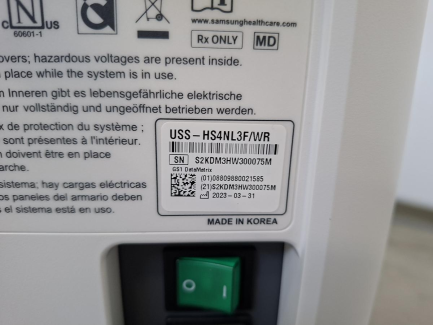 C US
60601-1
www.samsunghealthcare.com
Rx ONLY MD
overs; hazardous voltages are present inside.
place while the system is in use.
m Inneren gibt es lebensgefährliche elektrische
nur vollständig und ungeöffnet betrieben werden.
x de protection du système ;
sont présentes à l'intérieur.
n doivent être en place
arche.
sistema; hay cargas eléctricas
os paneles del armario deben
s el sistema está en uso.
USS-HS4NL3F/WR
SN S2KDM3HW300075M
GS1 DataMatrix
(01)08809880021585
(21)S2KDM3HW300075M
2023-03-31
MADE IN KOREA